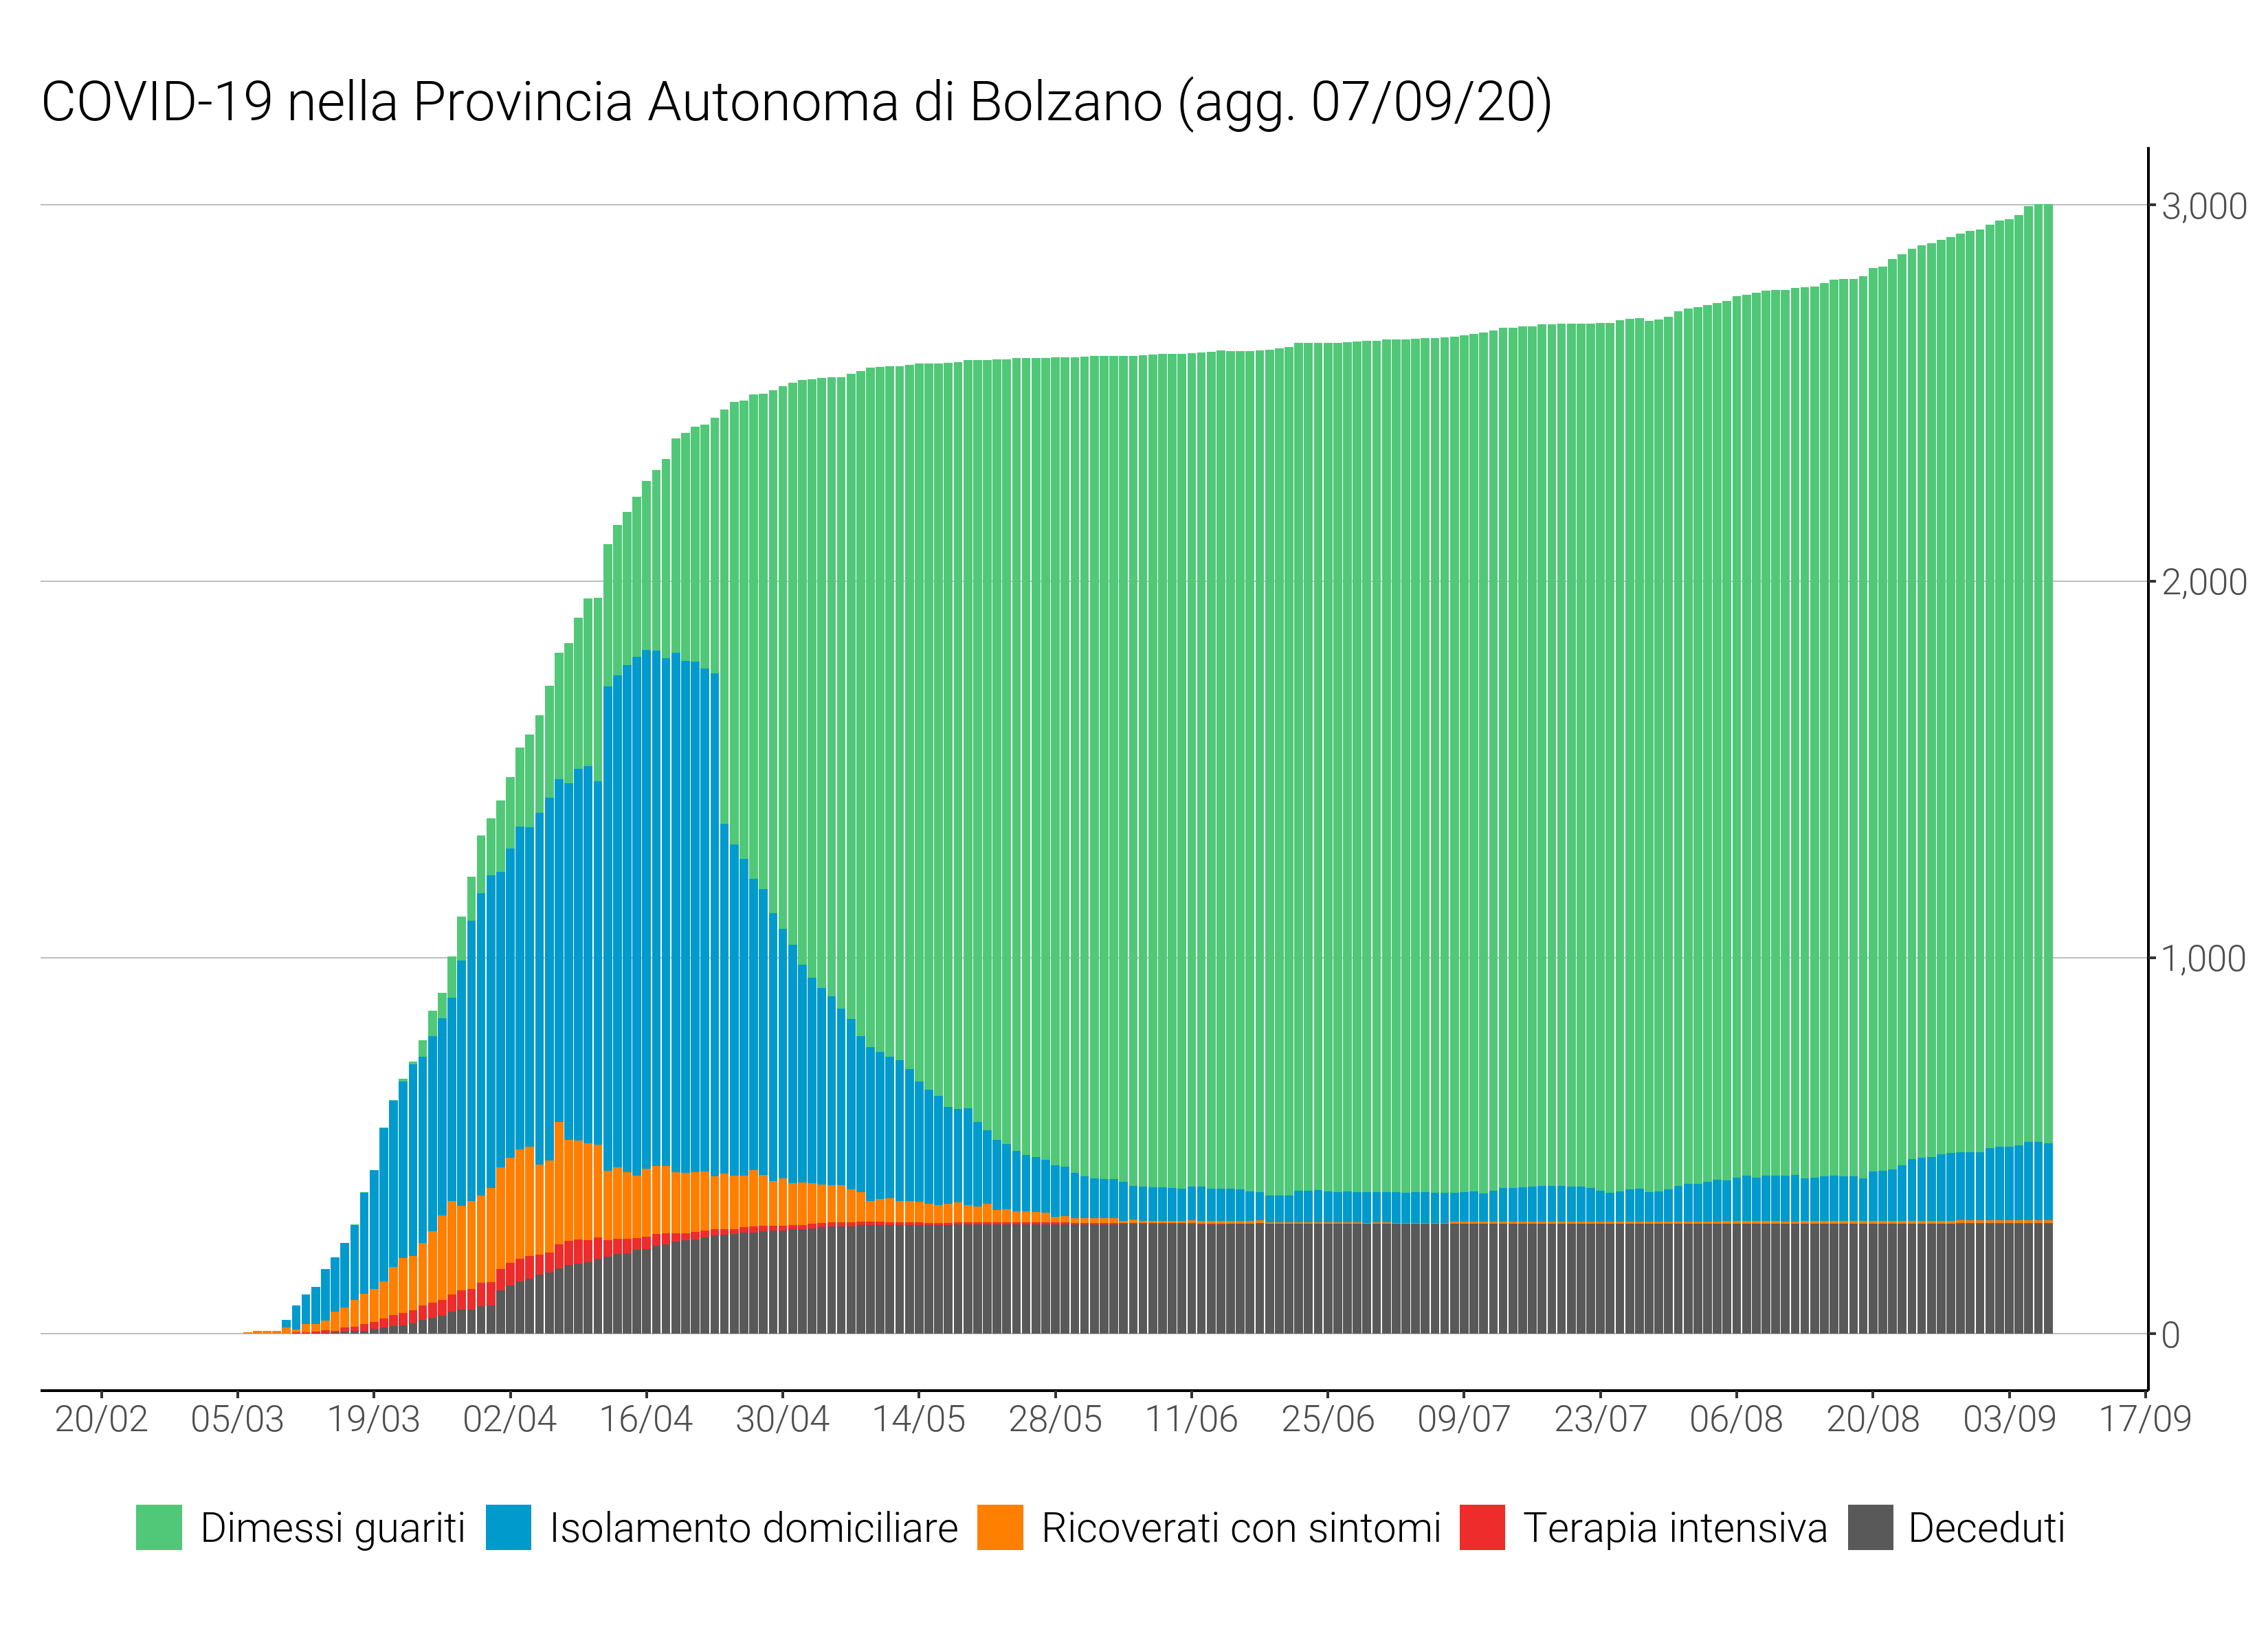 COVID-19 nella Provincia Autonoma di Bolzano (agg. 07/09/20)
3,000
2,000
1,000
0
20/02 05/03 19/03 02/04 16/04 30/04 14/05 28/05 11/06 25/06 09/07 23/07 06/08 20/08 03/09 17/09
Dimessi guariti Isolamento domiciliare Ricoverati con sintomi Terapia intensiva Deceduti